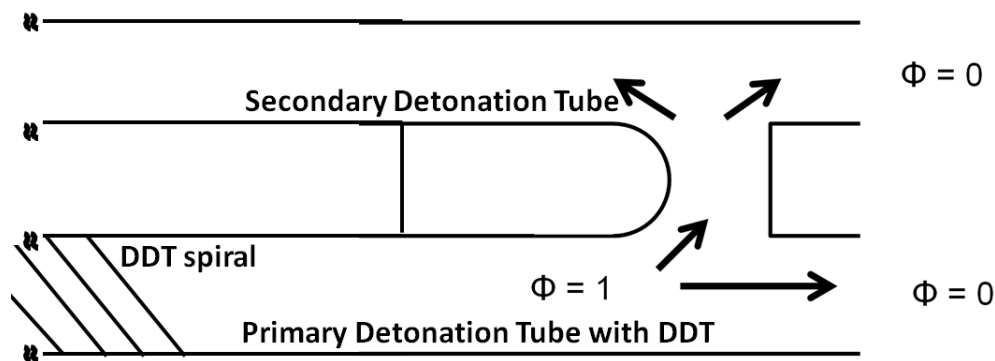 Φ = 0
Secondary Detonation Tube
DDT spiral
Φ = 1
Φ = 0
Primary Detonation Tube with DDT